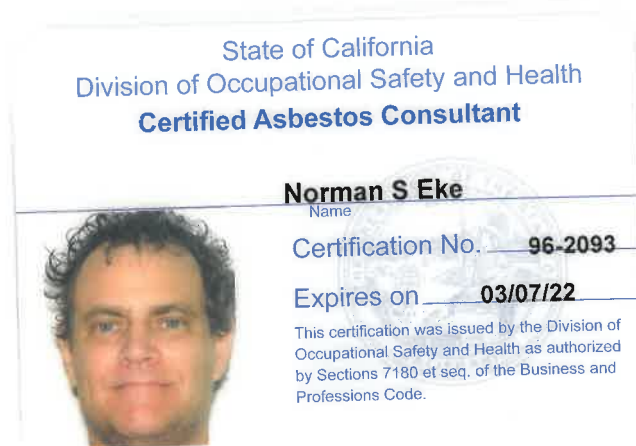 State of California
Division of Occupational Safety and Health
Certified Asbestos Consultant
Norman S Eke
Name
Certification No. 96-2093
Expires on 03/07/22
This certification was issued by the Division of
Occupational Safety and Health as authorized
by Sections 7180 et seq. of the Business and
Professions Code.